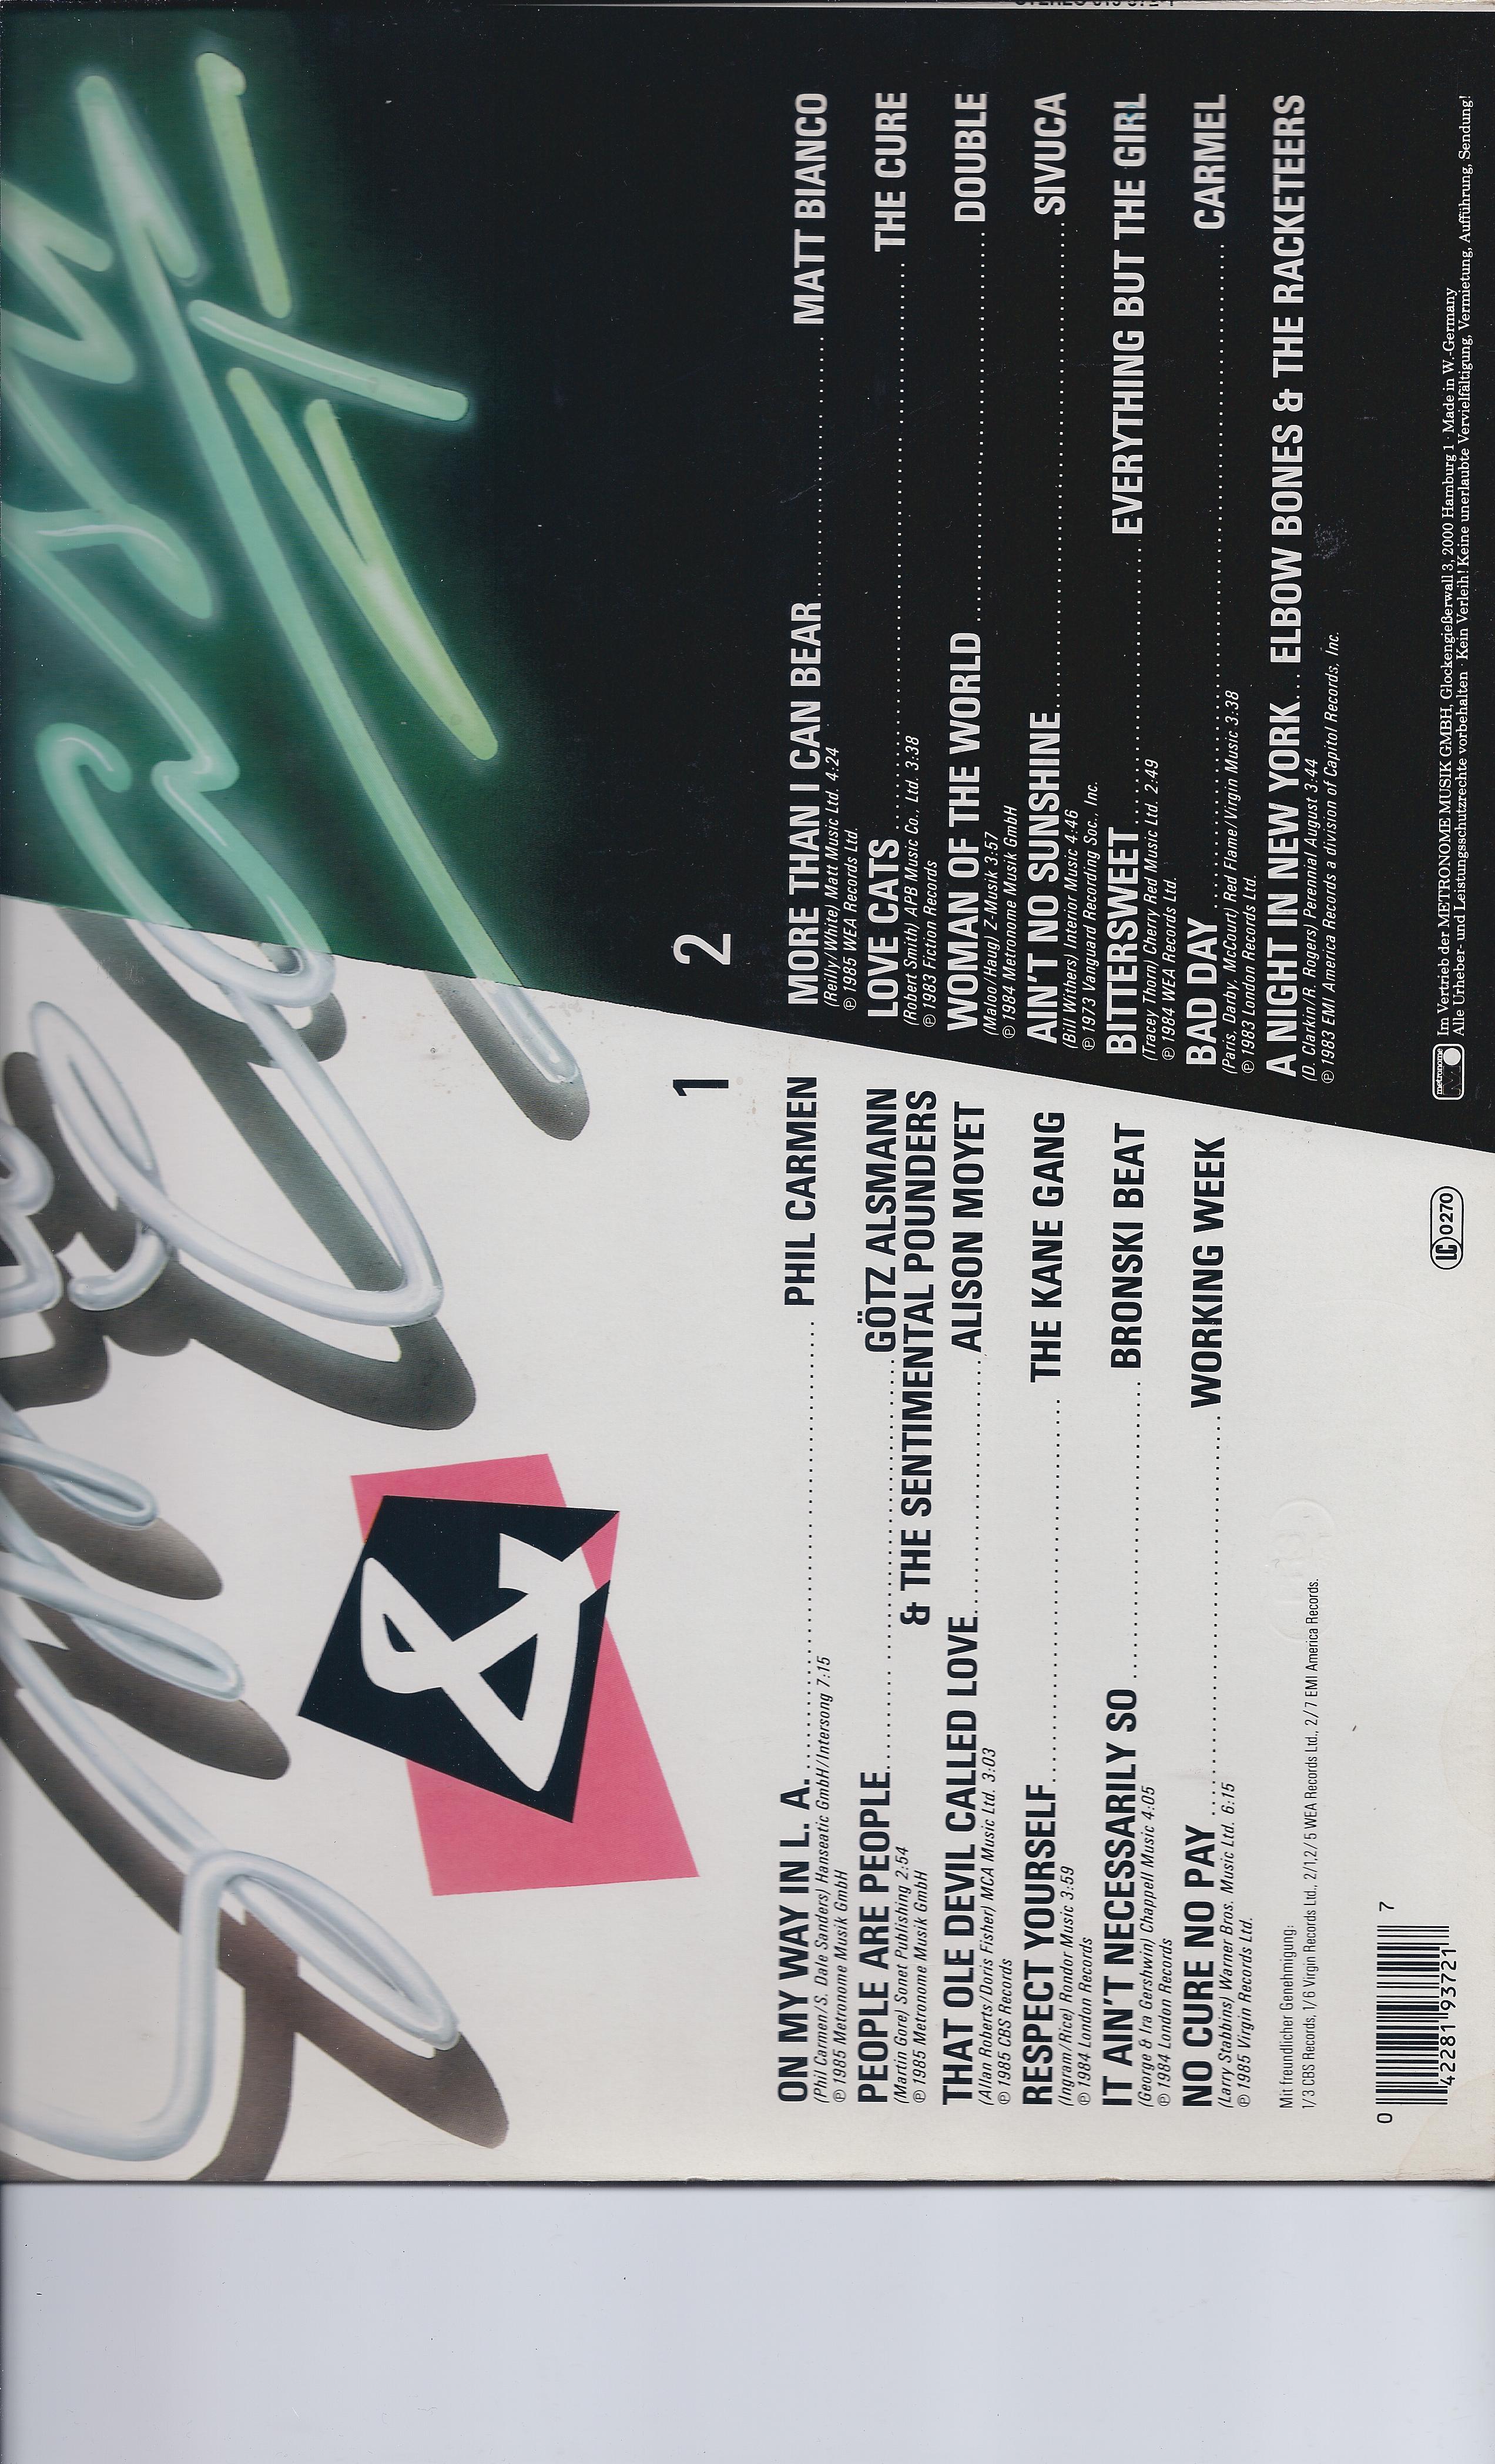 1
ON MY WAY IN L. A. PHIL CARMEN
(Phil Carmen/S. Dale Sanders) Hanseatic GmbH/Intersong 7:15
℗ 1985 Metronome Musik GmbH
PEOPLE ARE PEOPLE GÖTZ ALSMANN
& THE SENTIMENTAL POUNDERS
(Martin Gore) Sonet Publishing 2:54
℗ 1985 Metronome Musik GmbH
THAT OLE DEVIL CALLED LOVE ALISON MOYET
(Allan Roberts/Doris Fisher) MCA Music Ltd. 3:03
℗ 1985 CBS Records
RESPECT YOURSELF THE KANE GANG
(Ingram/Rice) Rondor Music 3:59
℗ 1984 London Records
IT AIN'T NECESSARILY SO BRONSKI BEAT
(George & Ira Gershwin) Chappell Music 4:05
℗ 1984 London Records
NO CURE NO PAY WORKING WEEK
(Larry Stabbins) Warner Bros. Music Ltd. 6:15
℗ 1985 Virgin Records Ltd.
Mit freundlicher Genehmigung:
1/3 CBS Records, 1/6 Virgin Records Ltd., 2/1,2/5 WEA Records Ltd., 2/7 EMI America Records.
0 42281 93721 7
LC 0270
2
MORE THAN I CAN BEAR MATT BIANCO
(Reilly/White) Matt Music Ltd. 4:24
℗ 1985 WEA Records Ltd.
LOVE CATS THE CURE
(Robert Smith) APB Music Co., Ltd. 3:38
℗ 1983 Fiction Records
WOMAN OF THE WORLD DOUBLE
(Maloo/Haug) Z-Musik 3:57
℗ 1984 Metronome Musik GmbH
AIN'T NO SUNSHINE SIVUCA
(Bill Withers) Interior Music 4:46
℗ 1973 Vanguard Recording Soc., Inc.
BITTERSWEET EVERYTHING BUT THE GIRL
(Tracey Thorn) Cherry Red Music Ltd. 2:49
℗ 1984 WEA Records Ltd.
BAD DAY CARMEL
(Paris, Darby, McCourt) Red Flame/Virgin Music 3:38
℗ 1983 London Records Ltd.
A NIGHT IN NEW YORK... ELBOW BONES & THE RACKETEERS
(D. Clarkin/R. Rogers) Perennial August 3:44
℗ 1983 EMI America Records a division of Capitol Records, Inc.
metronome
Im Vertrieb der METRONOME MUSIK GMBH, Glockengießerwall 3, 2000 Hamburg 1 · Made in W.-Germany
Alle Urheber- und Leistungsschutzrechte vorbehalten · Kein Verleih! Keine unerlaubte Vervielfältigung, Vermietung, Aufführung, Sendung!
&